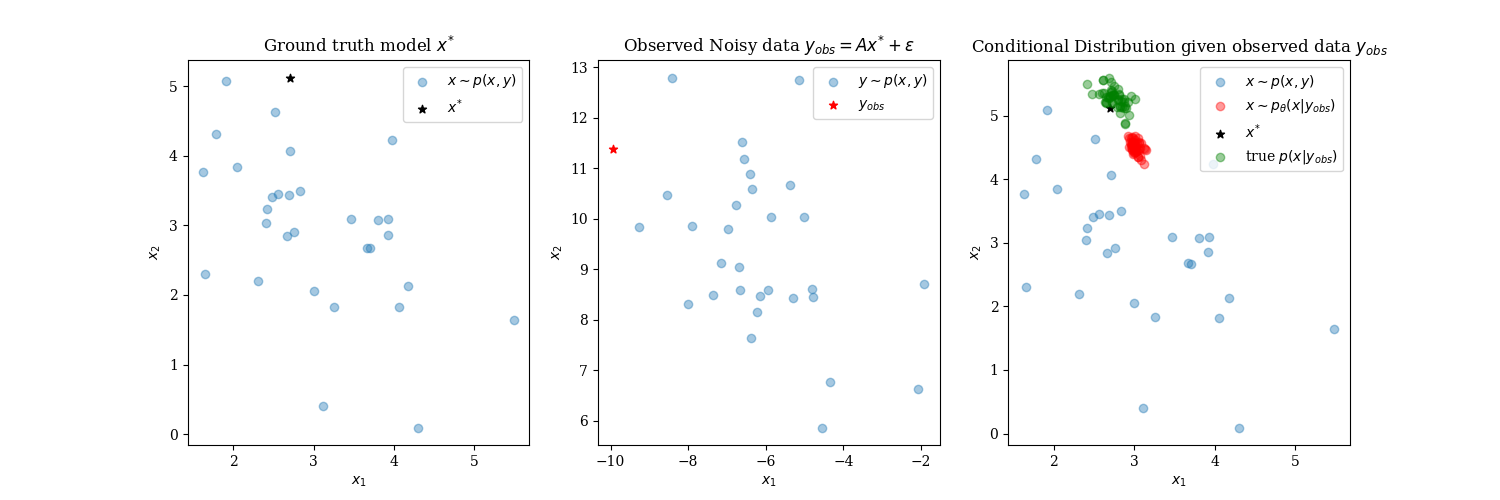 Ground truth model x*
x ~ p(x, y)
x*
5
4
3
2
1
0
x₂
2
3
4
5
x₁
Observed Noisy data y_obs = Ax* + ε
y ~ p(x, y)
y_obs
13
12
11
10
9
8
7
6
x₂
−10
−8
−6
−4
−2
x₁
Conditional Distribution given observed data y_obs
x ~ p(x, y)
x ~ p_θ(x|y_obs)
x*
true p(x|y_obs)
5
4
3
2
1
0
x₂
2
3
4
5
x₁